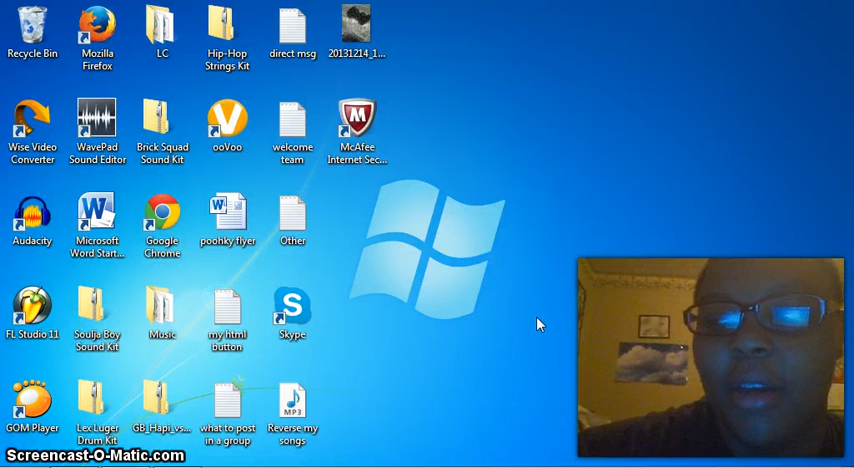 Recycle Bin
Mozilla
Firefox
LC
Hip-Hop
Strings Kit
direct msg
20131214_1...
Wise Video
Converter
WavePad
Sound Editor
Brick Squad
Sound Kit
ooVoo
welcome
team
McAfee
Internet Sec...
Audacity
Microsoft
Word Start...
Google
Chrome
poohky flyer
Other
FL Studio 11
Soulja Boy
Sound Kit
Music
my html
button
Skype
GOM Player
Lex Luger
Drum Kit
GB_Hapi_vs...
what to post
in a group
MP3
Reverse my
songs
Screencast-O-Matic.com